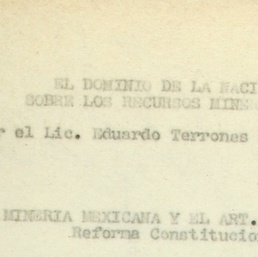 EL DOMINIO DE LA NACI
SOBRE LOS RECURSOS MINE
r el Lic. Eduardo Terrones
MINERIA MEXICANA Y EL ART.
Reforma Constitucio